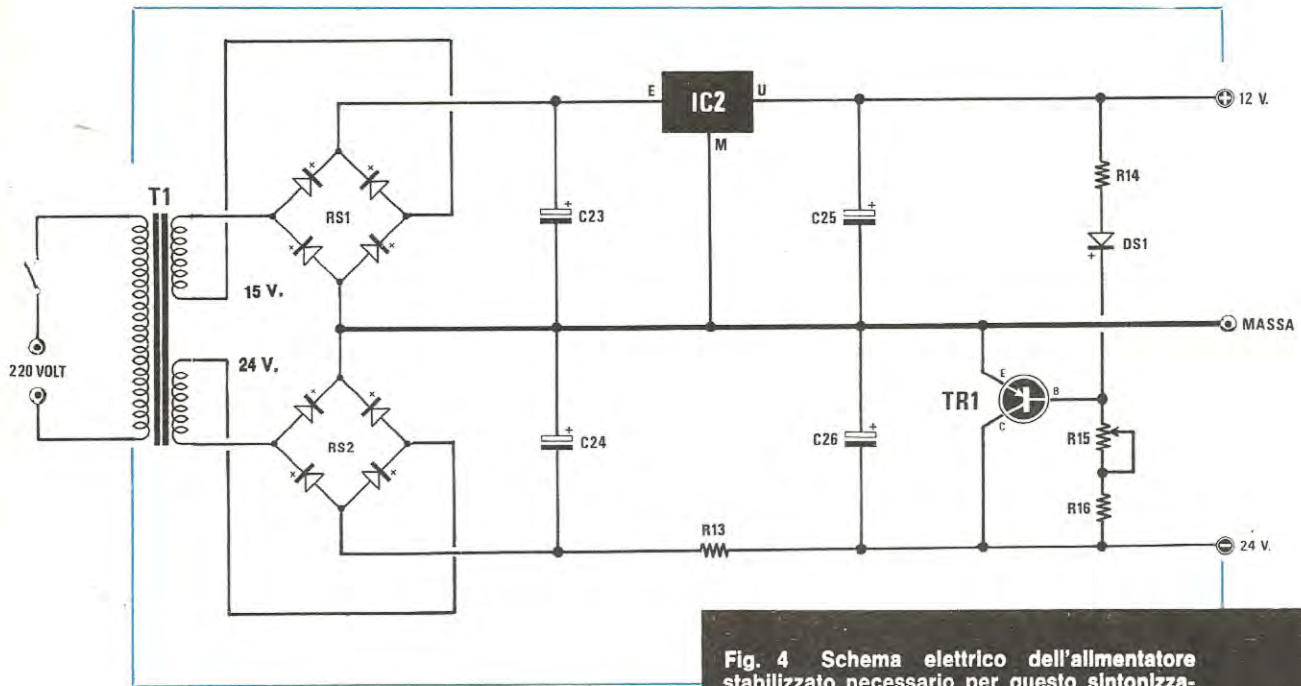 E
IC2
U
M
12 V.
T1
RS1
C23
C25
R14
DS1
15 V.
24 V.
MASSA
220 VOLT
RS2
C24
C26
TR1
E
B
C
R15
R13
R16
24 V.
Fig. 4 Schema elettrico dell'alimentatore
stabilizzato necessario per questo sintonizza-